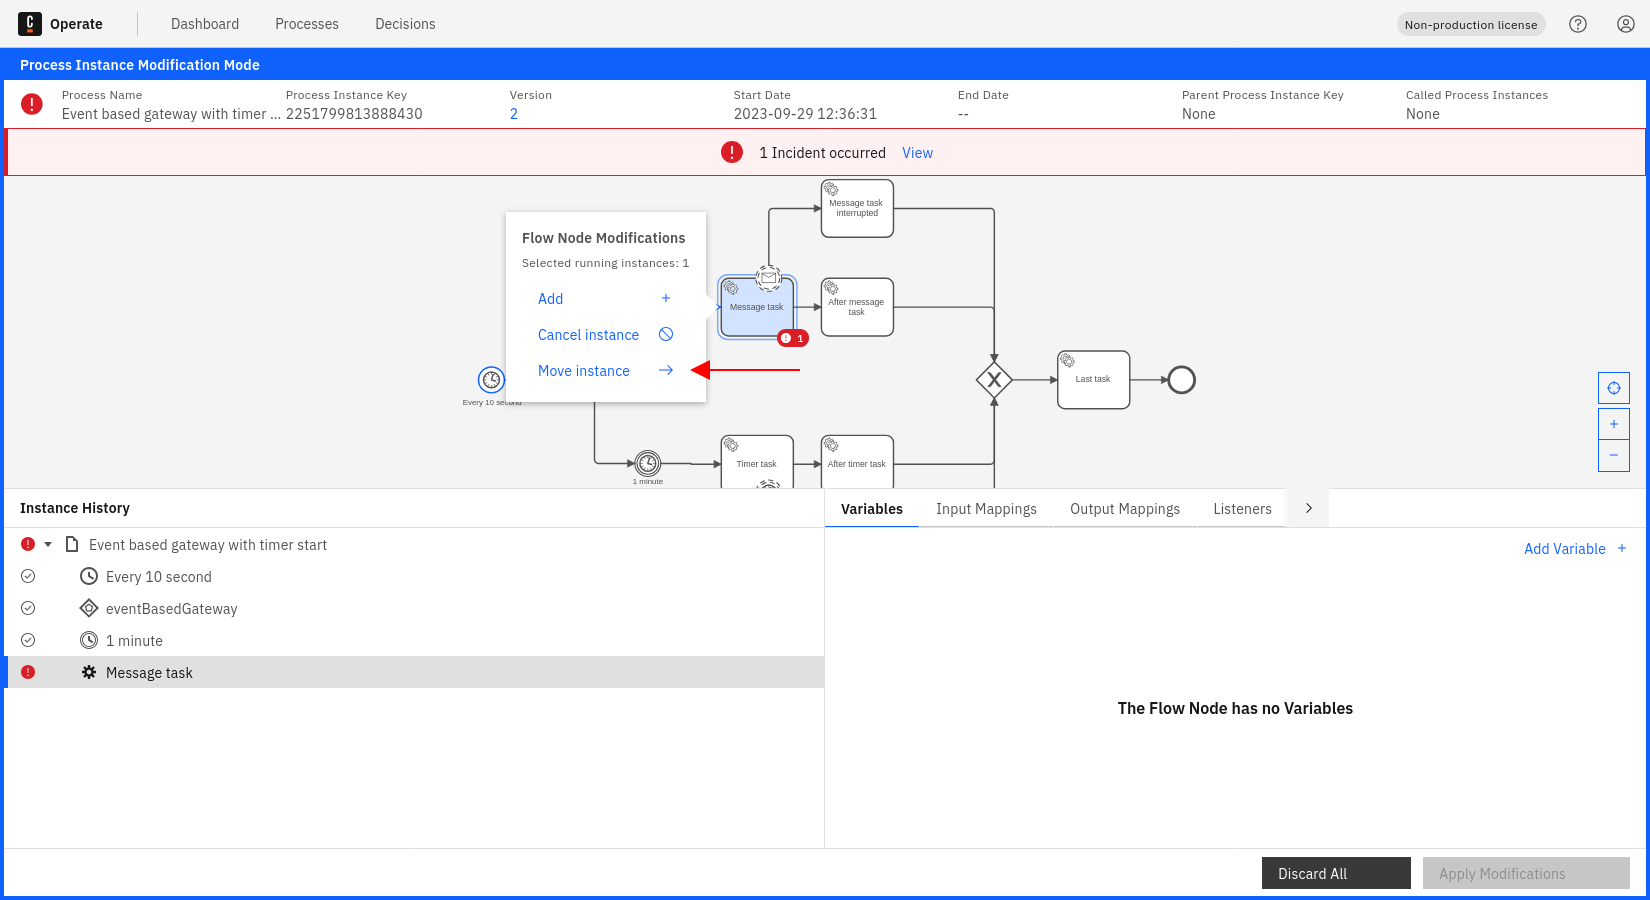 Operate
Dashboard
Processes
Decisions
Non-production license
Process Instance Modification Mode
Process Name
Process Instance Key
Version
Start Date
End Date
Parent Process Instance Key
Called Process Instances
Event based gateway with timer ...
2251799813888430
2
2023-09-29 12:36:31
--
None
None
1 Incident occurred
View
Message task
interrupted
Flow Node Modifications
Selected running instances: 1
Add
Cancel instance
Move instance
Message task
1
After message
task
Every 10 second
Last task
1 minute
Timer task
After timer task
Instance History
Event based gateway with timer start
Every 10 second
eventBasedGateway
1 minute
Message task
Variables
Input Mappings
Output Mappings
Listeners
Add Variable
The Flow Node has no Variables
Discard All
Apply Modifications